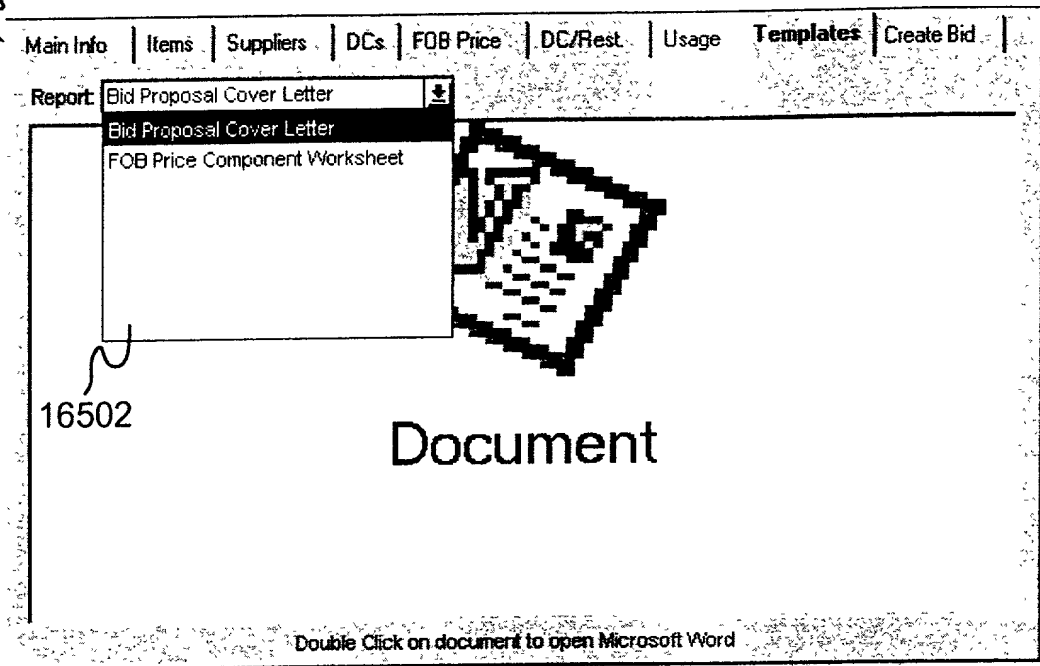 Main Info Items Suppliers DCs FOB Price DC/Rest Usage Templates Create Bid
Report: Bid Proposal Cover Letter
Bid Proposal Cover Letter
FOB Price Component Worksheet
16502
Document
Double Click on document to open Microsoft Word